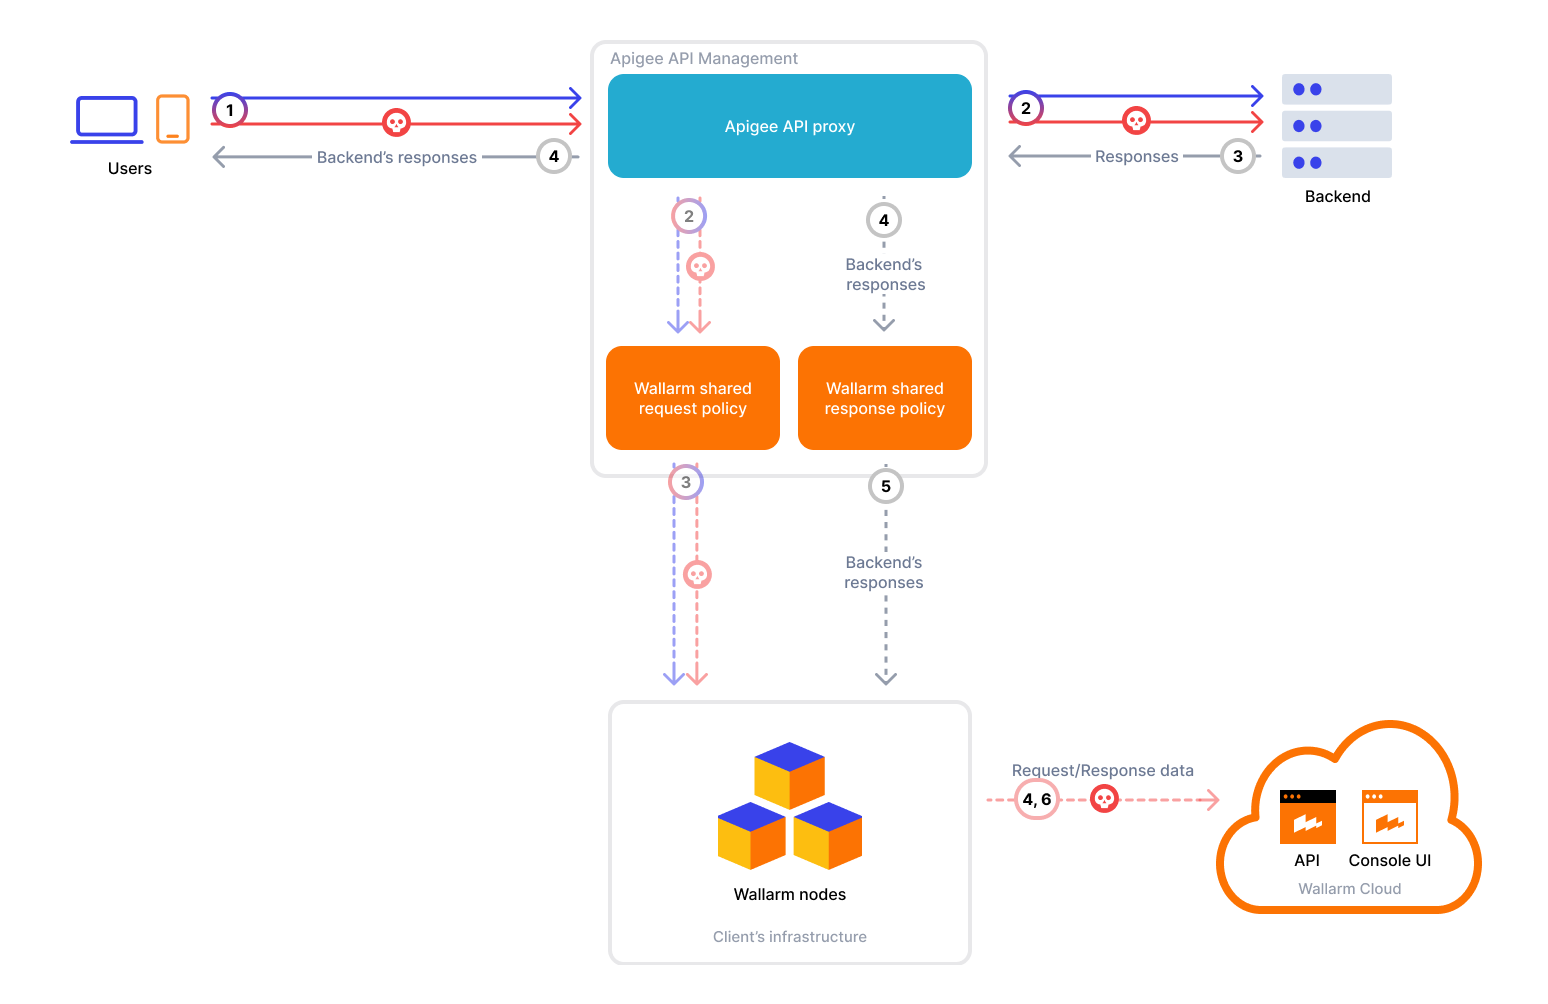 Apigee API Management
1
Users
Backend's responses
4
Apigee API proxy
2
Responses
3
Backend
2
4
Backend's
responses
Wallarm shared
request policy
Wallarm shared
response policy
3
5
Backend's
responses
Wallarm nodes
Client's infrastructure
Request/Response data
4, 6
API
Console UI
Wallarm Cloud